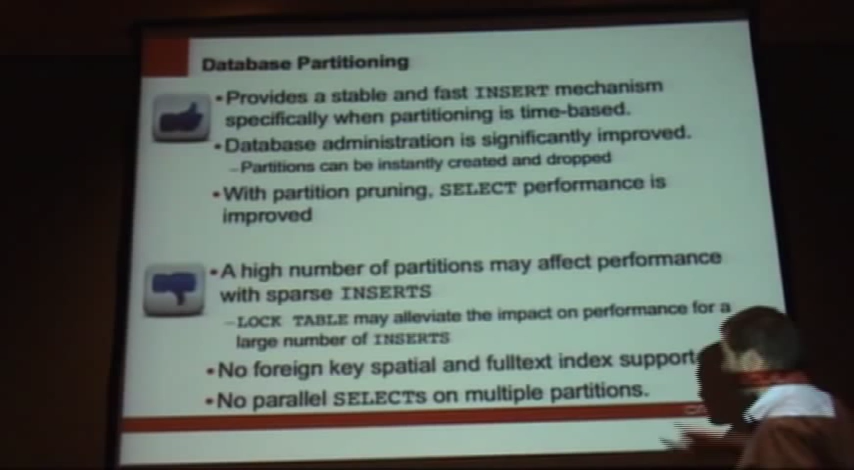 Database Partitioning
•Provides a stable and fast INSERT mechanism
specifically when partitioning is time-based.
•Database administration is significantly improved.
–Partitions can be instantly created and dropped
•With partition pruning, SELECT performance is
improved
•A high number of partitions may affect performance
with sparse INSERTS
–LOCK TABLE may alleviate the impact on performance for a
large number of INSERTS
•No foreign key spatial and fulltext index support
•No parallel SELECTs on multiple partitions.